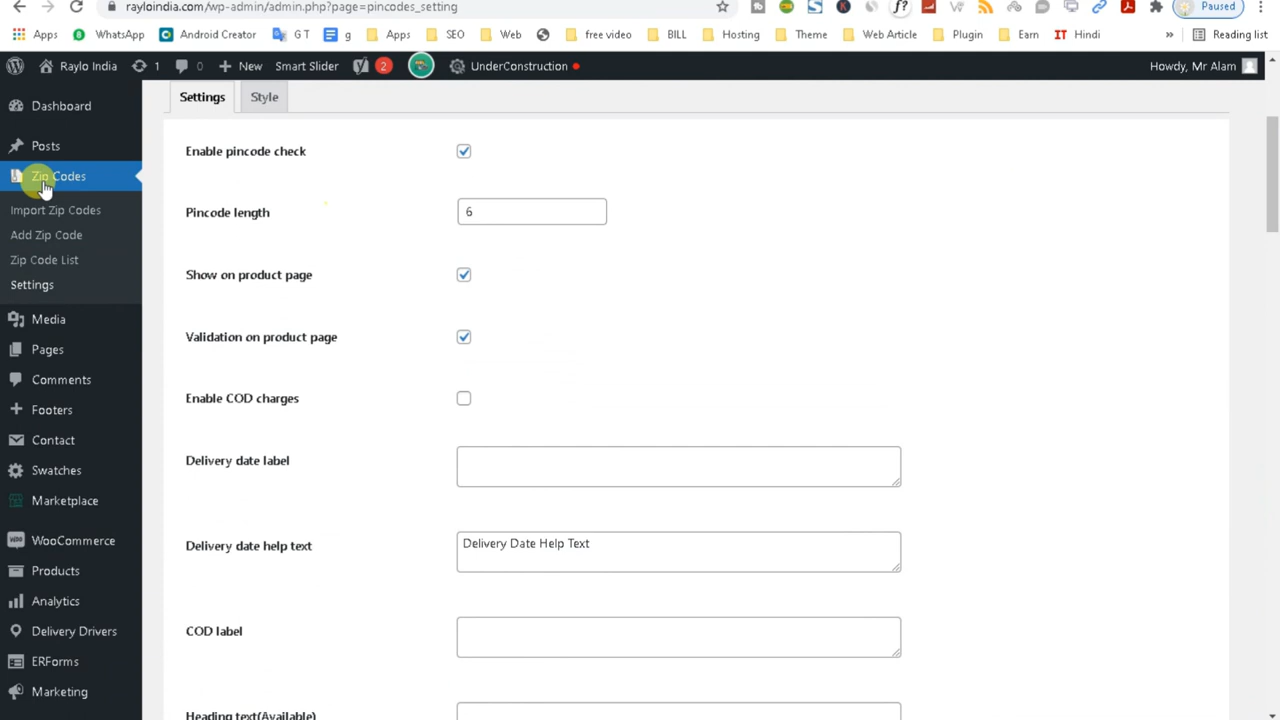 rayloindia.com/wp-admin/admin.php?page=pincodes_setting
Paused
Apps WhatsApp Android Creator G T g Apps SEO Web free video BILL Hosting Theme Web Article Plugin Earn IT Hindi » Reading list
Raylo India 1 0 + New Smart Slider 2 UnderConstruction Howdy, Mr Alam
Dashboard
Posts
Zip Codes
Import Zip Codes
Add Zip Code
Zip Code List
Settings
Media
Pages
Comments
Footers
Contact
Swatches
Marketplace
WooCommerce
Products
Analytics
Delivery Drivers
ERForms
Marketing
Settings Style
Enable pincode check
Pincode length 6
Show on product page
Validation on product page
Enable COD charges
Delivery date label
Delivery date help text Delivery Date Help Text
COD label
Heading text(Available)